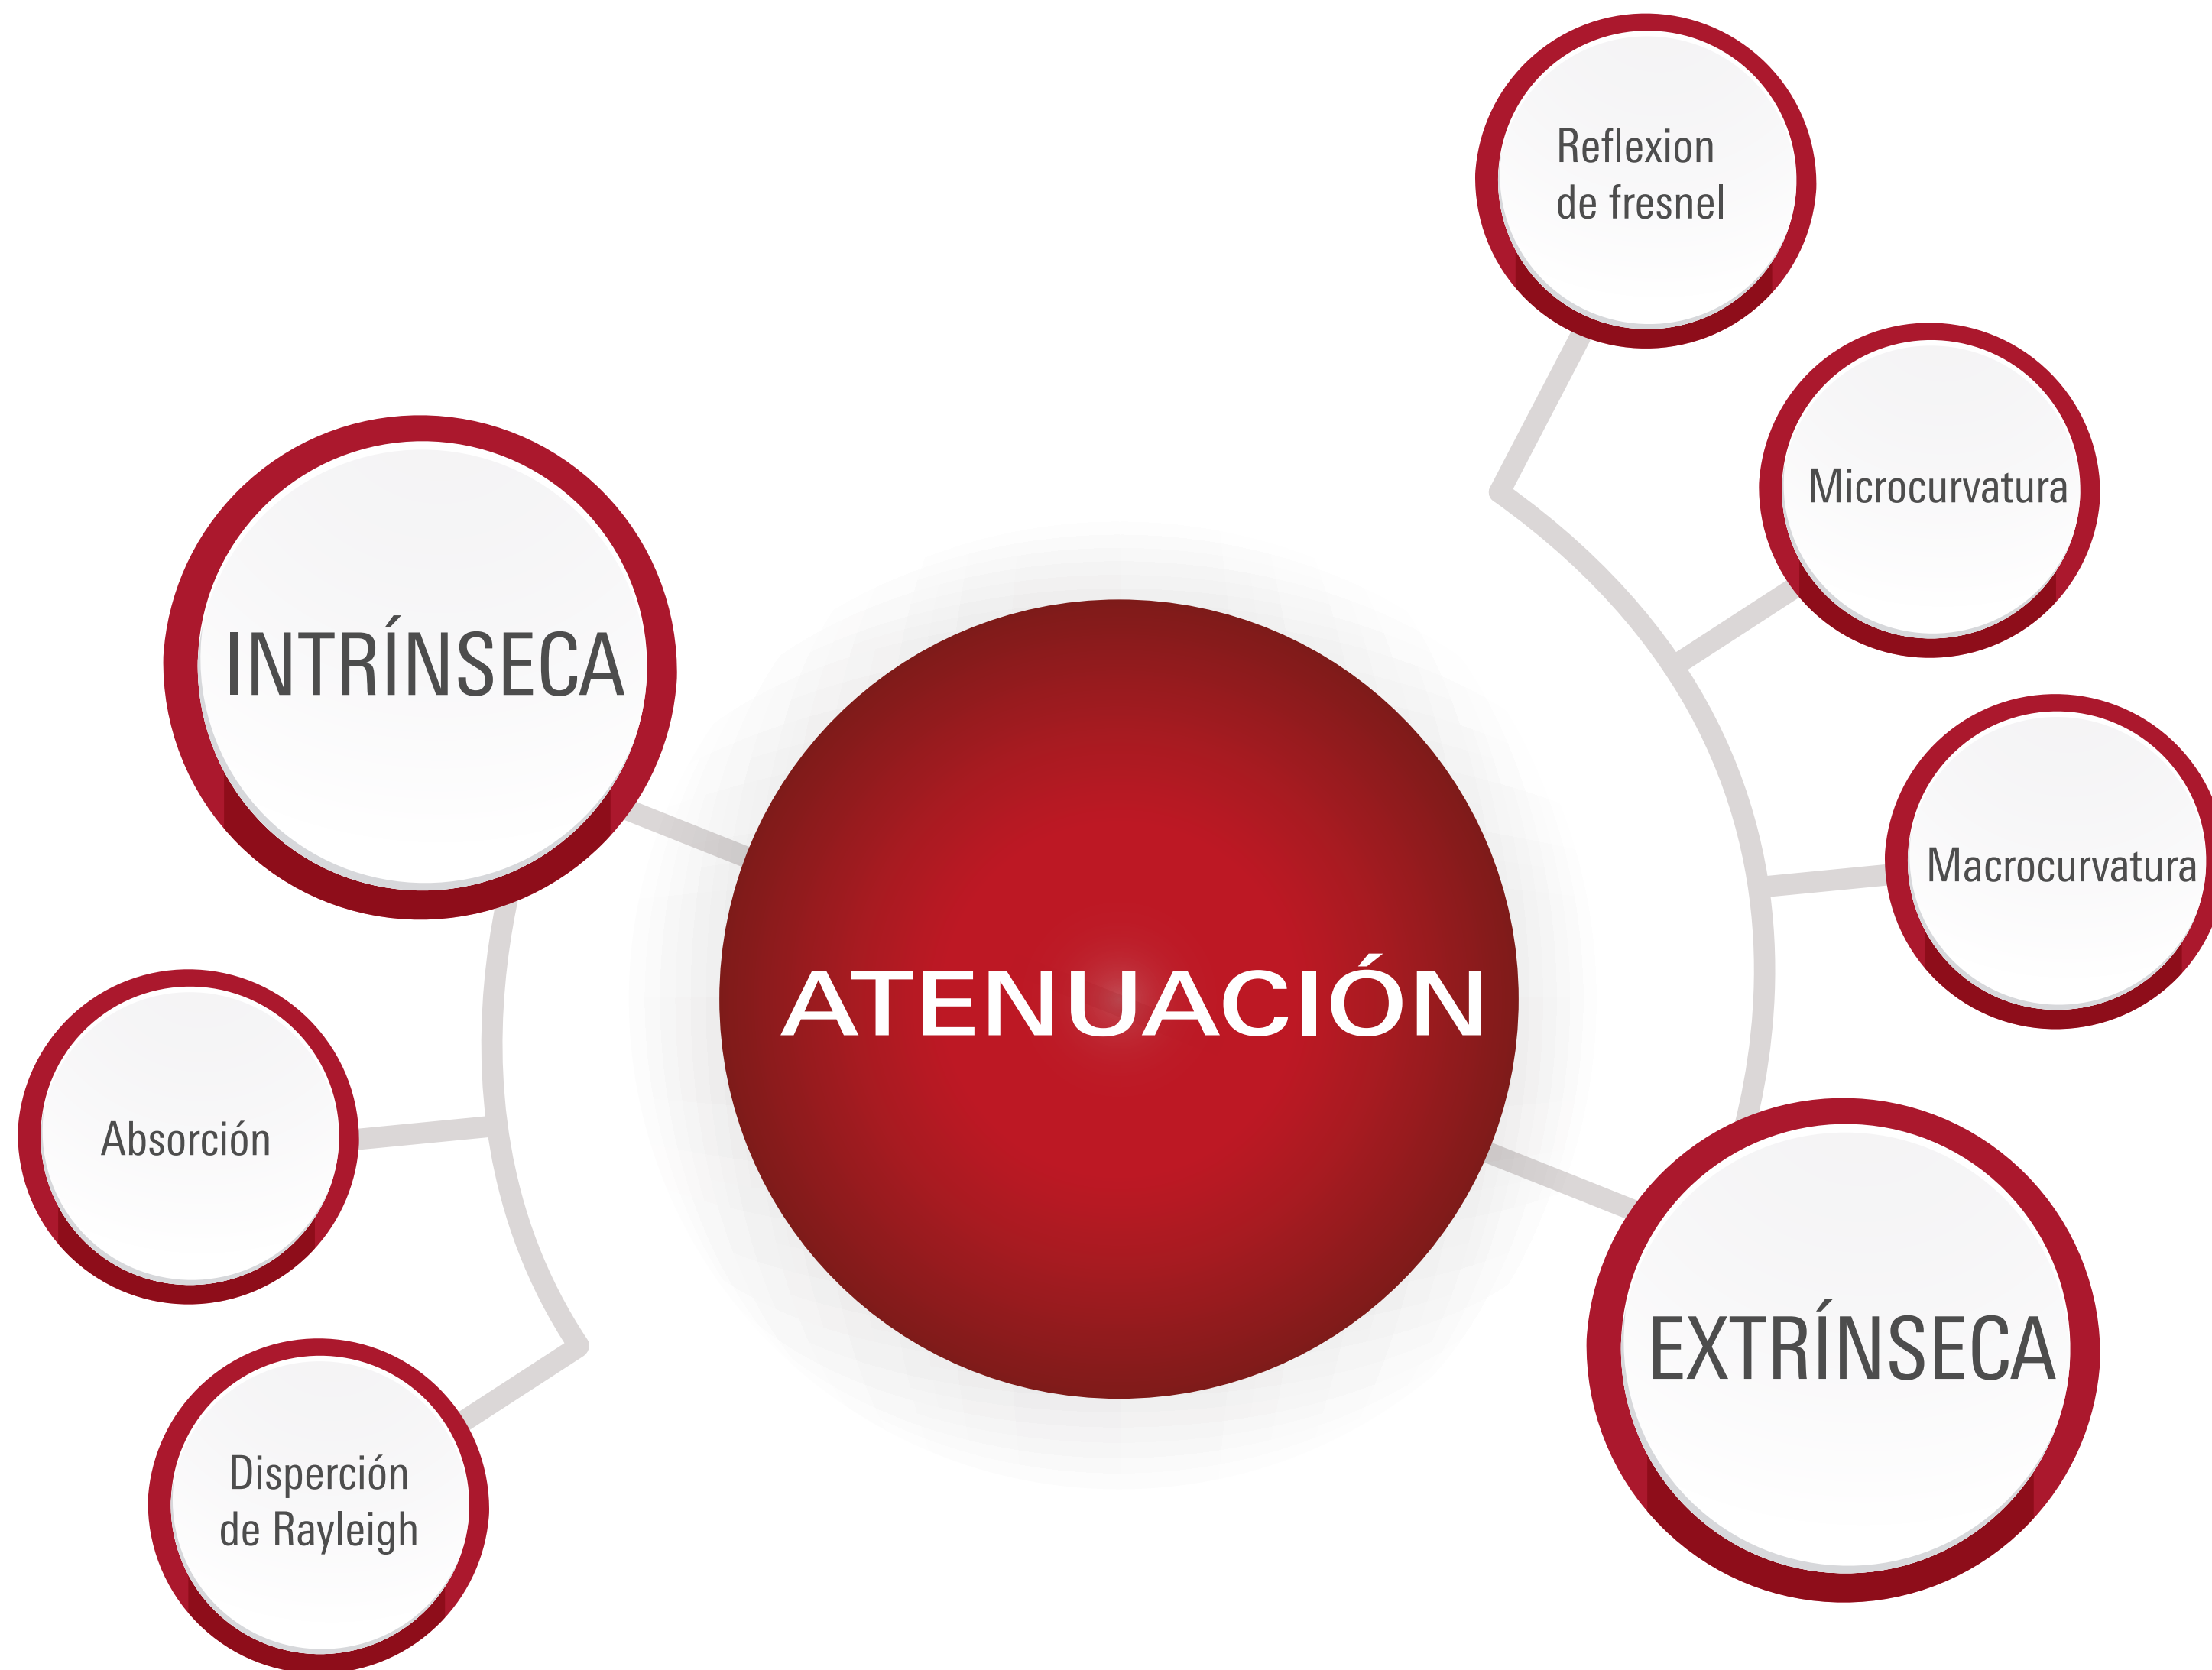 Reflexion
de fresnel
Microcurvatura
INTRÍNSECA
Macrocurvatura
ATENUACIÓN
Absorción
EXTRÍNSECA
Disperción
de Rayleigh